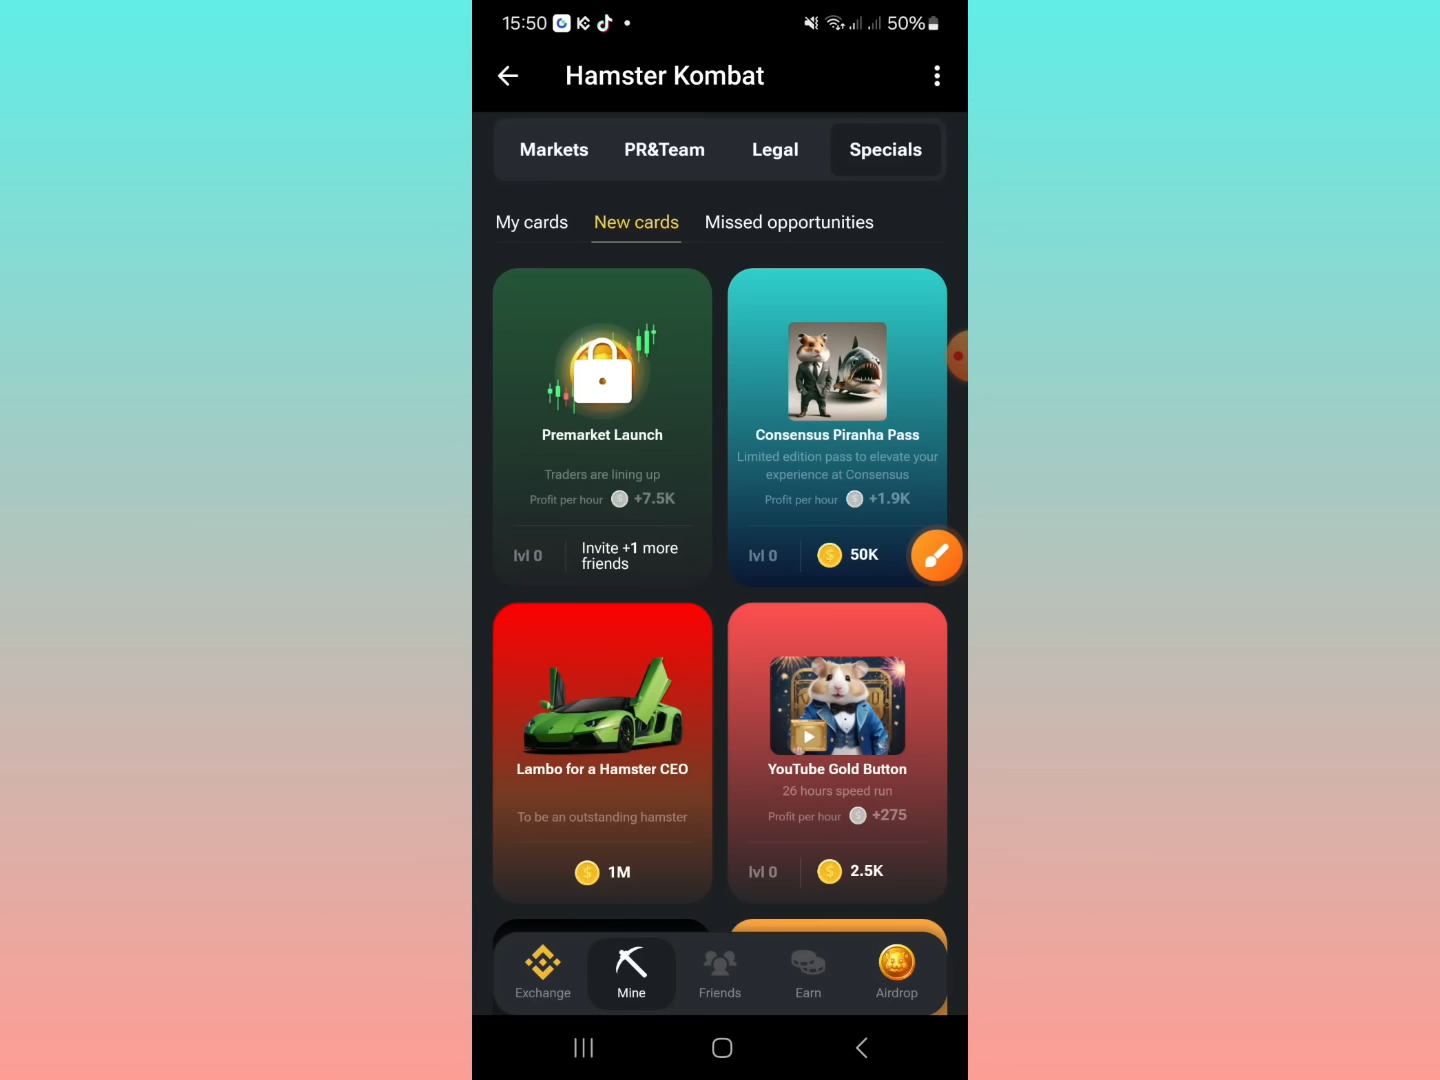 15:50
50%
Hamster Kombat
Markets PR&Team Legal Specials
My cards New cards Missed opportunities
Premarket Launch
Traders are lining up
Profit per hour +7.5K
lvl 0 Invite +1 more friends
Consensus Piranha Pass
Limited edition pass to elevate your
experience at Consensus
Profit per hour +1.9K
lvl 0 50K
Lambo for a Hamster CEO
To be an outstanding hamster
1M
YouTube Gold Button
26 hours speed run
Profit per hour +275
lvl 0 2.5K
Exchange Mine Friends Earn Airdrop